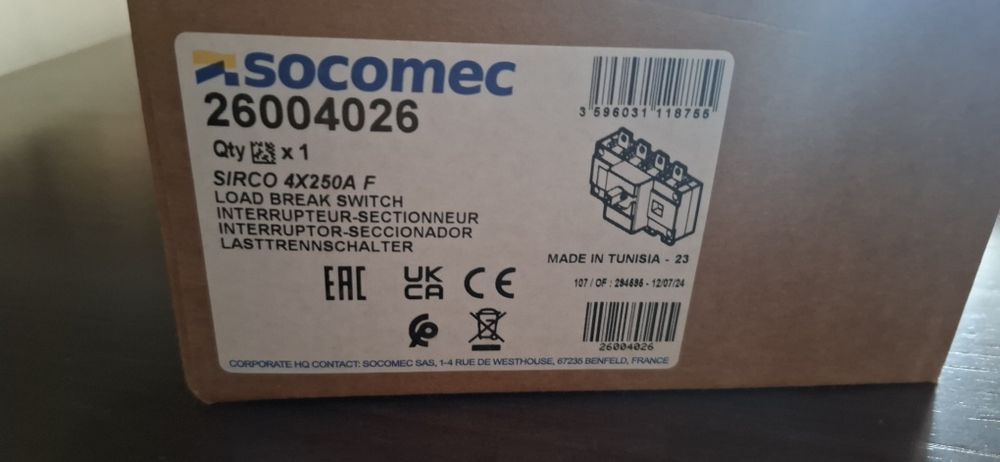 socomec
26004026
Qty x 1
SIRCO 4X250A F
LOAD BREAK SWITCH
INTERRUPTEUR-SECTIONNEUR
INTERRUPTOR-SECCIONADOR
LASTTRENNSCHALTER
3 596031 118755
MADE IN TUNISIA - 23
107 / OF : 294595 - 12/07/24
EAC
UK
CA
CE
26004026
CORPORATE HQ CONTACT: SOCOMEC SAS, 1-4 RUE DE WESTHOUSE, 67235 BENFELD, FRANCE